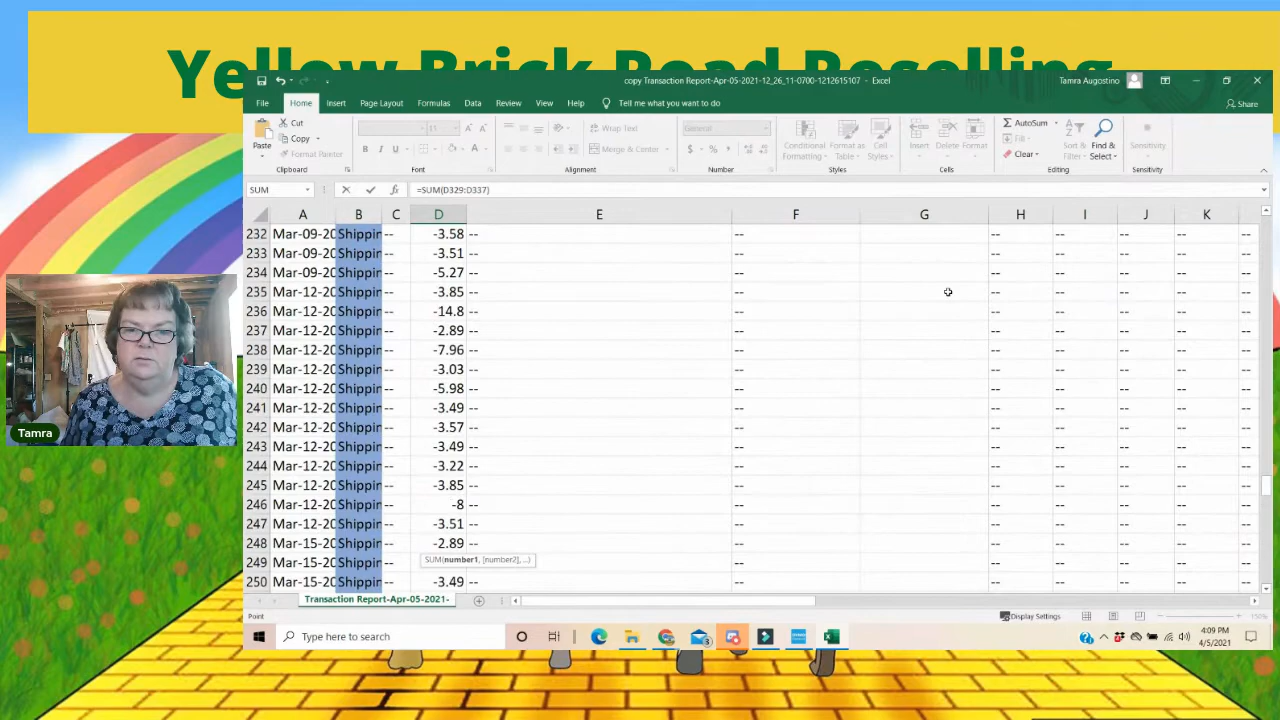 Yellow Brick Road Reselling
copy Transaction Report-Apr-05-2021-12_26_11-0700-1212615107 - Excel
Tamra Augostino
File Home Insert Page Layout Formulas Data Review View Help Tell me what you want to do
Share
Paste
Cut
Copy
Format Painter
11
A A
B I U
Wrap Text
Merge & Center
General
$ %
Conditional Formatting
Format as Table
Cell Styles
Insert Delete Format
AutoSum
Fill
Clear
Sort & Filter
Find & Select
Sensitivity
Clipboard Font Alignment Number Styles Cells Editing Sensitivity
SUM fx =SUM(D329:D337)
A B C D E F G H I J K
232 Mar-09-20 Shippin -- -3.58 -- -- -- -- -- -- --
233 Mar-09-20 Shippin -- -3.51 -- -- -- -- -- -- --
234 Mar-09-20 Shippin -- -5.27 -- -- -- -- -- -- --
235 Mar-12-20 Shippin -- -3.85 -- -- -- -- -- -- --
236 Mar-12-20 Shippin -- -14.8 -- -- -- -- -- -- --
237 Mar-12-20 Shippin -- -2.89 -- -- -- -- -- -- --
238 Mar-12-20 Shippin -- -7.96 -- -- -- -- -- -- --
239 Mar-12-20 Shippin -- -3.03 -- -- -- -- -- -- --
240 Mar-12-20 Shippin -- -5.98 -- -- -- -- -- -- --
241 Mar-12-20 Shippin -- -3.49 -- -- -- -- -- -- --
242 Mar-12-20 Shippin -- -3.57 -- -- -- -- -- -- --
243 Mar-12-20 Shippin -- -3.49 -- -- -- -- -- -- --
244 Mar-12-20 Shippin -- -3.22 -- -- -- -- -- -- --
245 Mar-12-20 Shippin -- -3.85 -- -- -- -- -- -- --
246 Mar-12-20 Shippin -- -8 -- -- -- -- -- -- --
247 Mar-12-20 Shippin -- -3.51 -- -- -- -- -- -- --
248 Mar-15-20 Shippin -- -2.89 -- -- -- -- -- -- --
249 Mar-15-20 Shippin -- SUM(number1, [number2], ...) -- -- -- -- -- --
250 Mar-15-20 Shippin -- -3.49 -- -- -- -- -- -- --
Transaction Report-Apr-05-2021-
Point
Display Settings
150%
Type here to search
4:09 PM
4/5/2021
Tamra